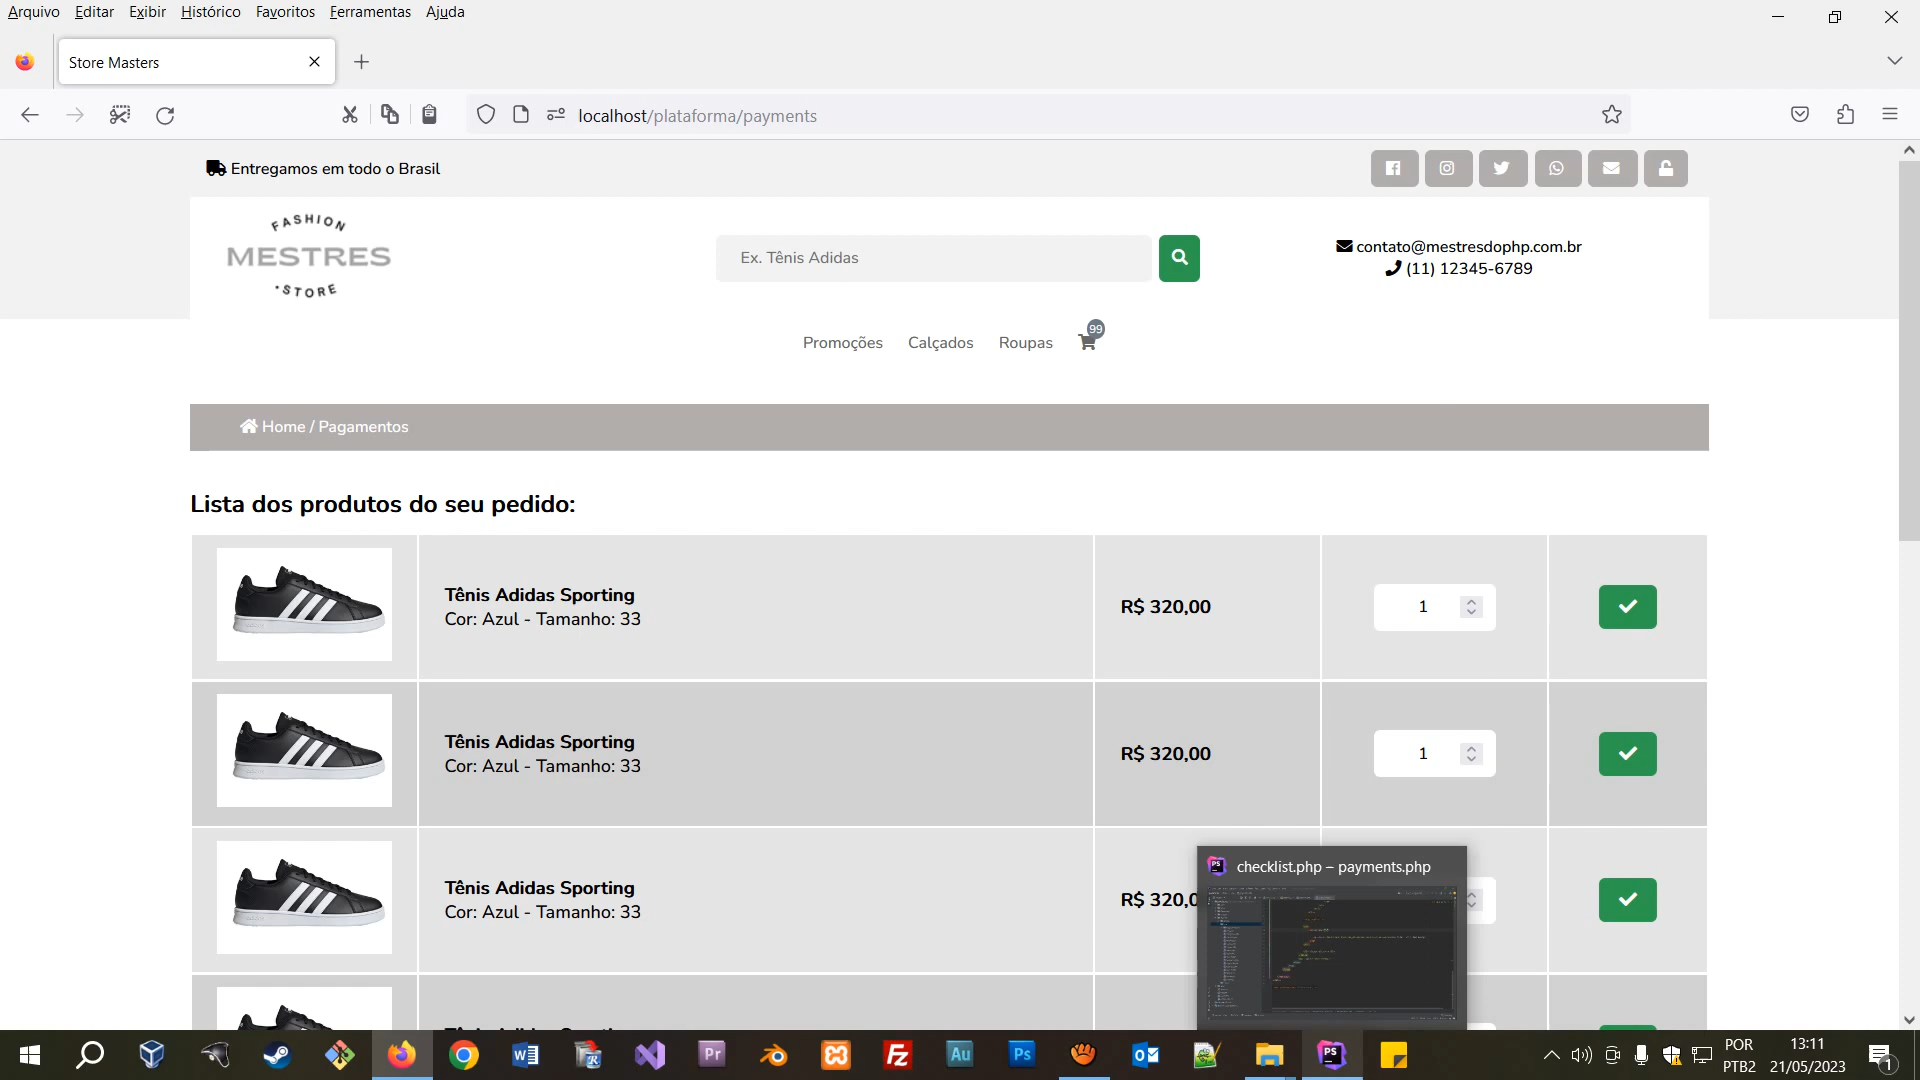 Arquivo Editar Exibir Histórico Favoritos Ferramentas Ajuda
Store Masters
localhost/plataforma/payments
Entregamos em todo o Brasil
FASHION
MESTRES
STORE
Ex. Tênis Adidas
contato@mestresdophp.com.br
(11) 12345-6789
Promoções Calçados Roupas 99
Home / Pagamentos
Lista dos produtos do seu pedido:
Tênis Adidas Sporting
Cor: Azul - Tamanho: 33
R$ 320,00
1
Tênis Adidas Sporting
Cor: Azul - Tamanho: 33
R$ 320,00
1
Tênis Adidas Sporting
Cor: Azul - Tamanho: 33
R$ 320,0
checklist.php – payments.php
POR
PTB2
13:11
21/05/2023
1